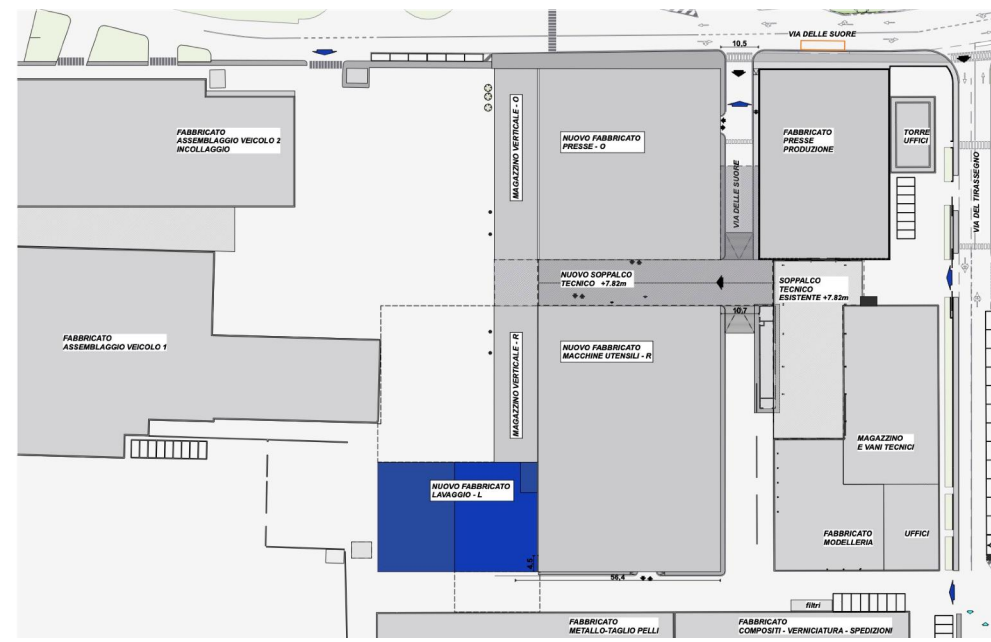 VIA DELLE SUORE
10,5
FABBRICATO
ASSEMBLAGGIO VEICOLO 2
INCOLLAGGIO
MAGAZZINO VERTICALE - O
NUOVO FABBRICATO
PRESSE - O
VIA DELLE SUORE
FABBRICATO
PRESSE
PRODUZIONE
TORRE
UFFICI
VIA DEL TIRASSEGNO
NUOVO SOPPALCO
TECNICO +7.82m
SOPPALCO
TECNICO
ESISTENTE +7.82m
10,7
FABBRICATO
ASSEMBLAGGIO VEICOLO 1
MAGAZZINO VERTICALE - R
NUOVO FABBRICATO
MACCHINE UTENSILI - R
MAGAZZINO
E VANI TECNICI
NUOVO FABBRICATO
LAVAGGIO - L
FABBRICATO
MODELLERIA
UFFICI
4,5
56,4
filtri
FABBRICATO
METALLO-TAGLIO PELLI
FABBRICATO
COMPOSITI - VERNICIATURA - SPEDIZIONI